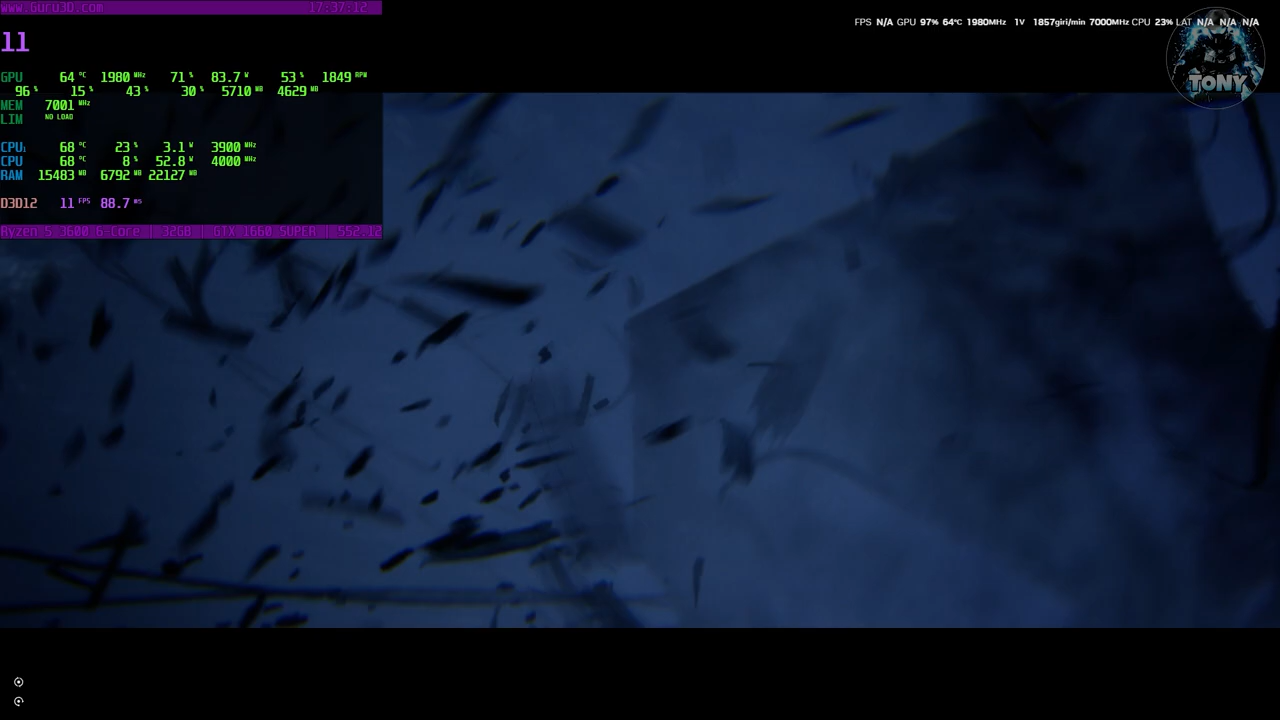 www.Guru3D.com 17:37:12
FPS N/A GPU 97% 64°C 1980MHz 1V 1857giri/min 7000MHz CPU 23% LAT N/A N/A N/A
11
TONY
GPU 64 °C 1980 MHz 71 % 83.7 W 53 % 1849 RPM
96 % 15 % 43 % 30 % 5710 MB 4629 MB
MEM 7001 MHz
LIM NO LOAD
CPU1 68 °C 23 % 3.1 W 3900 MHz
CPU 68 °C 8 % 52.8 W 4000 MHz
RAM 15483 MB 6792 MB 22127 MB
D3D12 11 FPS 88.7 ms
Ryzen 5 3600 6-Core | 32GB | GTX 1660 SUPER | 552.12